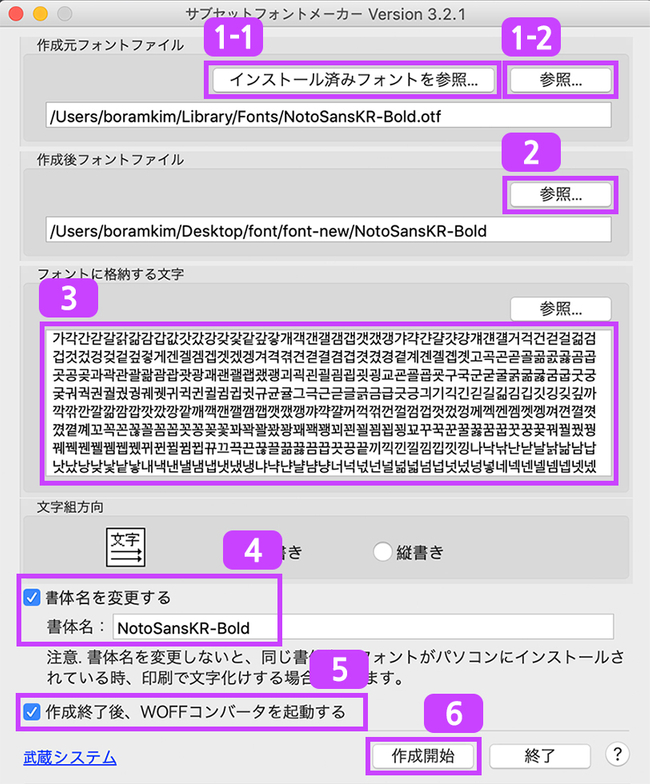 サブセットフォントメーカー Version 3.2.1
作成元フォントファイル
1-1
1-2
インストール済みフォントを参照...
参照...
/Users/boramkim/Library/Fonts/NotoSansKR-Bold.otf
作成後フォントファイル
2
参照...
/Users/boramkim/Desktop/font/font-new/NotoSansKR-Bold
フォントに格納する文字
3
参照...
가각간갇갈갉갊감갑값갓갔강갖갗같갚갛개객갠갤갬갭갯갰갱갸갹갼걀걋걍걔걘걜거걱건걷걸걺검
겁것겄겅겆겉겊겋게겐겔겜겝겟겠겡겨격겪견겯결겸겹겻겼경곁계곈곌곕곗고곡곤곧골곪곬곯곰곱
곳공곶과곽관괄괆괌괍괏광괘괜괠괩괬괭괴괵괸괼굄굅굇굉교굔굘굡굣구국군굳굴굵굶굻굼굽굿궁
궂궈궉권궐궜궝궤궷귀귁귄귈귐귑귓규균귤그극근귿글긁금급긋긍긔기긱긴긷길긺김깁깃깅깆깊까
깍깎깐깔깖깜깝깟깠깡깥깨깩깬깰깸깹깻깼깽꺄꺅꺌꺼꺽꺾껀껄껌껍껏껐껑께껙껜껨껫껭껴껸껼꼇
꼈꼍꼐꼬꼭꼰꼲꼴꼼꼽꼿꽁꽂꽃꽈꽉꽐꽜꽝꽤꽥꽹꾀꾄꾈꾐꾑꾕꾜꾸꾹꾼꿀꿇꿈꿉꿋꿍꿎꿔꿜꿨꿩
꿰꿱꿴꿸뀀뀁뀄뀌뀐뀔뀜뀝뀨끄끅끈끊끌끎끓끔끕끗끙끝끼끽낀낄낌낍낏낑나낙낚난낟날낡낢남납
낫났낭낮낯낱낳내낵낸낼냄냅냇냈냉냐냑냔냘냠냥너넉넋넌널넒넓넘넙넛넜넝넣네넥넨넬넴넵넷넸
文字組方向
文字
4
き
縦書き
書体名を変更する
書体名：
NotoSansKR-Bold
注意. 書体名を変更しないと、同じ書体 フォントがパソコンにインストールさ
れている時、印刷で文字化けする場合 ます。
5
作成終了後、WOFFコンバータを起動する
6
武蔵システム
作成開始
終了
?